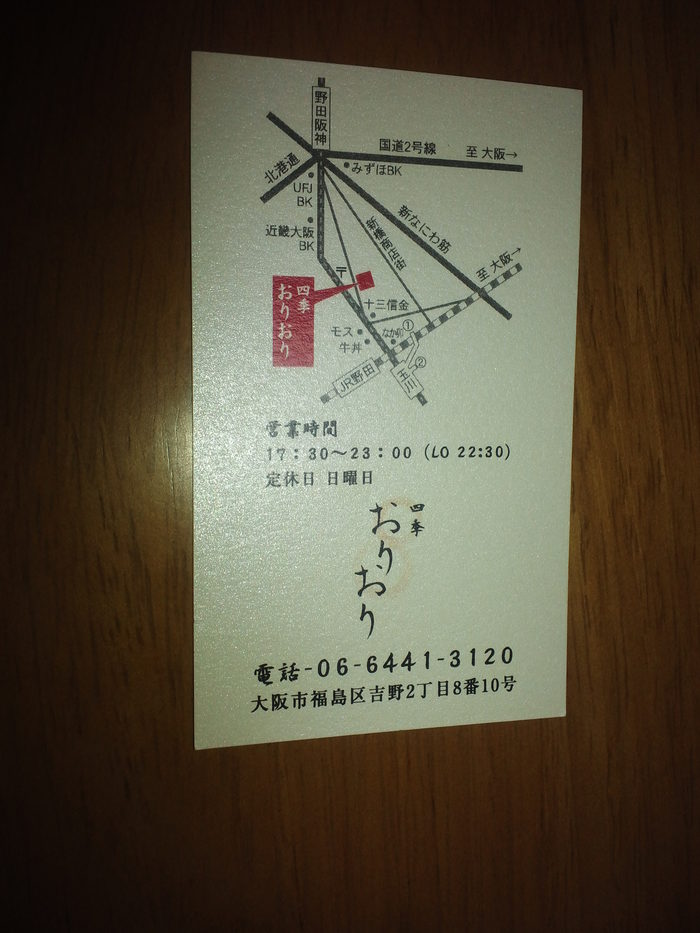 野田阪神
国道2号線
至 大阪→
北港通
みずほBK
UFJ
BK
近畿大阪
BK
新橋商店街
新なにわ筋
至 大阪→
〒
四季
おりおり
十三信金
モス
なか卯
①
牛丼
②
JR野田
玉川
営業時間
17:30〜23:00 (LO 22:30)
定休日 日曜日
四季
おりおり
電話-06-6441-3120
大阪市福島区吉野2丁目8番10号